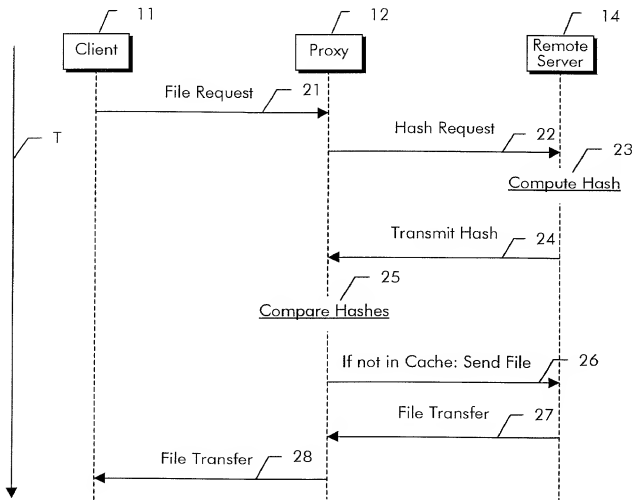 11
12
14
Client
Proxy
Remote
Server
File Request
21
T
Hash Request
22
23
Compute Hash
Transmit Hash
24
25
Compare Hashes
If not in Cache: Send File
26
File Transfer
27
File Transfer
28